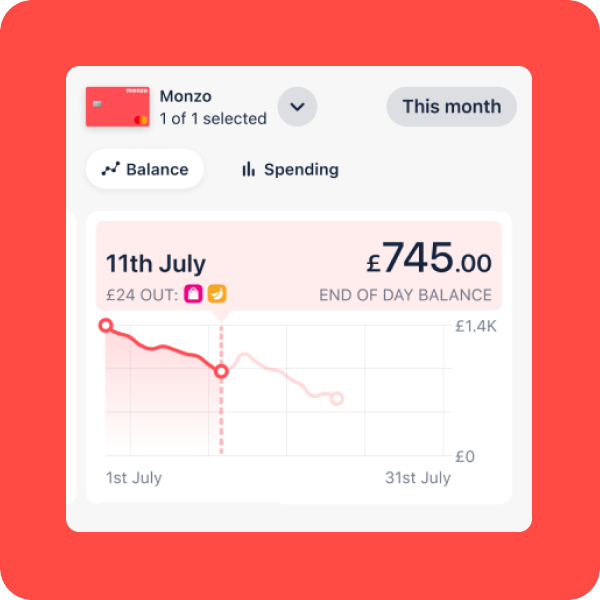 monzo
Monzo
1 of 1 selected
This month
Balance
Spending
11th July
£745.00
£24 OUT:
END OF DAY BALANCE
£1.4K
£0
1st July
31st July